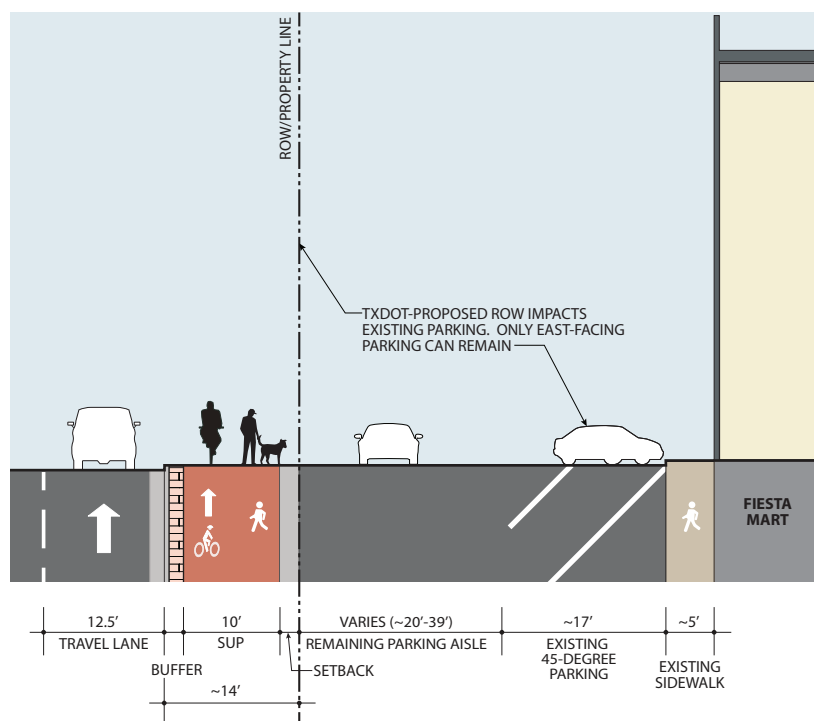 ROW/PROPERTY LINE
TXDOT-PROPOSED ROW IMPACTS
EXISTING PARKING.  ONLY EAST-FACING
PARKING CAN REMAIN
FIESTA
MART
12.5’
TRAVEL LANE
BUFFER
10’
SUP
SETBACK
VARIES (~20’-39’)
REMAINING PARKING AISLE
~17’
EXISTING
45-DEGREE
PARKING
~5’
EXISTING
SIDEWALK
~14’